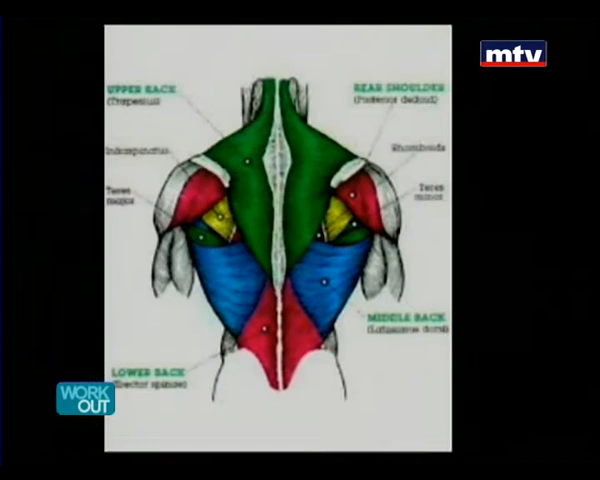 mtv
UPPER BACK
(Trapezius)
REAR SHOULDER
(Posterior deltoid)
Infraspinatus
Rhomboids
Teres
major
Teres
minor
MIDDLE BACK
(Latissimus dorsi)
LOWER BACK
(Erector spinae)
WORK
OUT